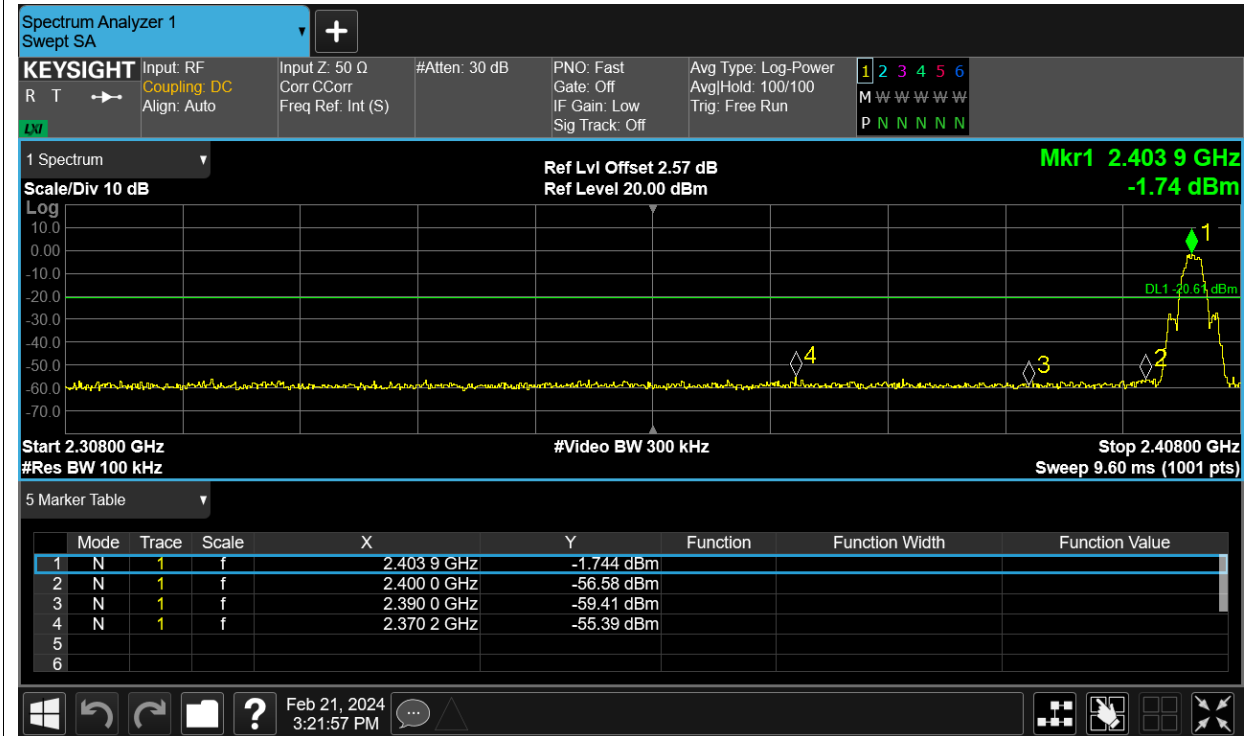 Spectrum Analyzer 1
Swept SA
+
KEYSIGHT Input: RF Input Z: 50 Ω #Atten: 30 dB PNO: Fast Avg Type: Log-Power 1 2 3 4 5 6
R T Coupling: DC Corr CCorr Gate: Off Avg|Hold: 100/100 M W W W W W
Align: Auto Freq Ref: Int (S) IF Gain: Low Trig: Free Run
LXI Sig Track: Off P N N N N N N
1 Spectrum Ref Lvl Offset 2.57 dB Mkr1 2.403 9 GHz
Scale/Div 10 dB Ref Level 20.00 dBm -1.74 dBm
Log
10.0 1
0.00
-10.0
-20.0 DL1 -20.61 dBm
-30.0
-40.0
-50.0 4 3 2
-60.0
-70.0
Start 2.30800 GHz #Video BW 300 kHz Stop 2.40800 GHz
#Res BW 100 kHz Sweep 9.60 ms (1001 pts)
5 Marker Table
Mode Trace Scale X Y Function Function Width Function Value
1 N 1 f 2.403 9 GHz -1.744 dBm
2 N 1 f 2.400 0 GHz -56.58 dBm
3 N 1 f 2.390 0 GHz -59.41 dBm
4 N 1 f 2.370 2 GHz -55.39 dBm
5
6
? Feb 21, 2024
3:21:57 PM